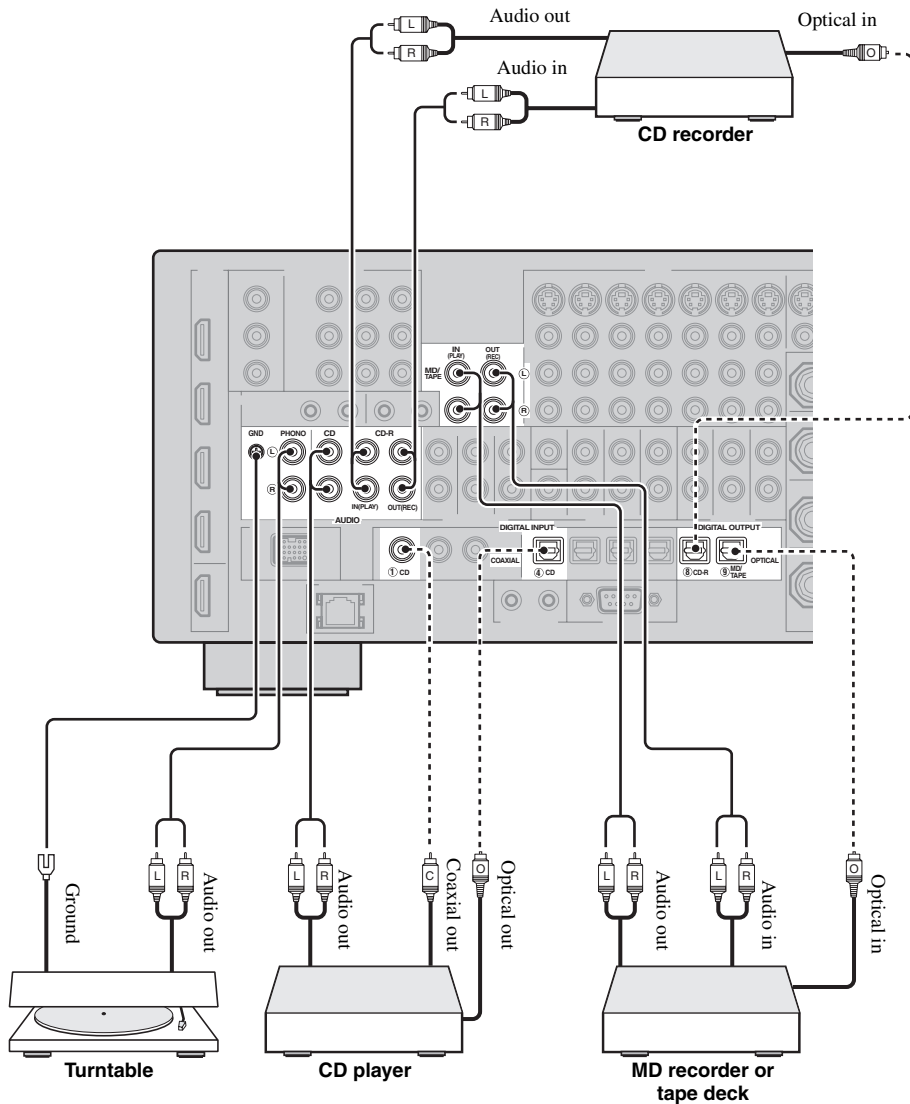 Audio out
Optical in
L
R
O
Audio in
L
R
CD recorder
IN
(PLAY)
OUT
(REC)
MD/
TAPE
L
R
GND
PHONO
CD
CD-R
L
R
IN(PLAY)
OUT(REC)
AUDIO
DIGITAL INPUT
DIGITAL OUTPUT
COAXIAL
OPTICAL
① CD
④ CD
⑧ CD-R
⑨ MD/
TAPE
Ground
L
R
Audio out
L
R
Audio out
C
Coaxial out
O
Optical out
L
R
Audio out
L
R
Audio in
O
Optical in
Turntable
CD player
MD recorder or
tape deck